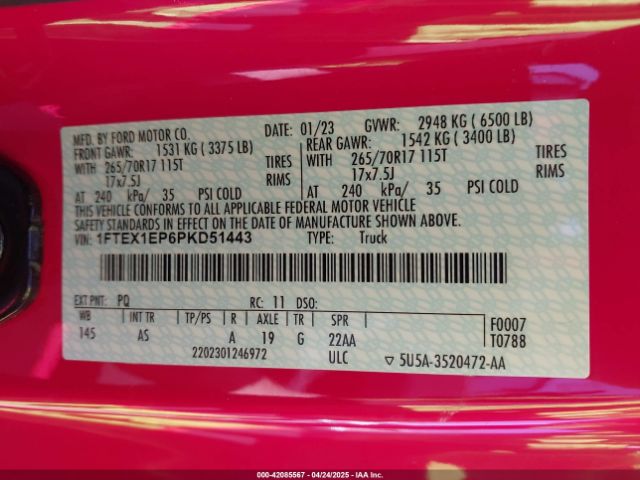 MFD. BY FORD MOTOR CO.
DATE: 01/23 GVWR: 2948 KG ( 6500 LB)
FRONT GAWR: 1531 KG ( 3375 LB)
REAR GAWR: 1542 KG ( 3400 LB)
WITH 265/70R17 115T TIRES
WITH 265/70R17 115T TIRES
17x7.5J RIMS
17x7.5J RIMS
AT 240 kPa/ 35 PSI COLD
AT 240 kPa/ 35 PSI COLD
THIS VEHICLE CONFORMS TO ALL APPLICABLE FEDERAL MOTOR VEHICLE
SAFETY STANDARDS IN EFFECT ON THE DATE OF MANUFACTURE SHOWN ABOVE.
VIN: 1FTEX1EP6PKD51443 TYPE: Truck
EXT PNT: PQ RC: 11 DSO:
WB INT TR TP/PS R AXLE TR SPR F0007
145 AS A 19 G 22AA T0788
2202301246972 ULC 5U5A-3520472-AA
000-42085567 - 04/24/2025 - IAA Inc.